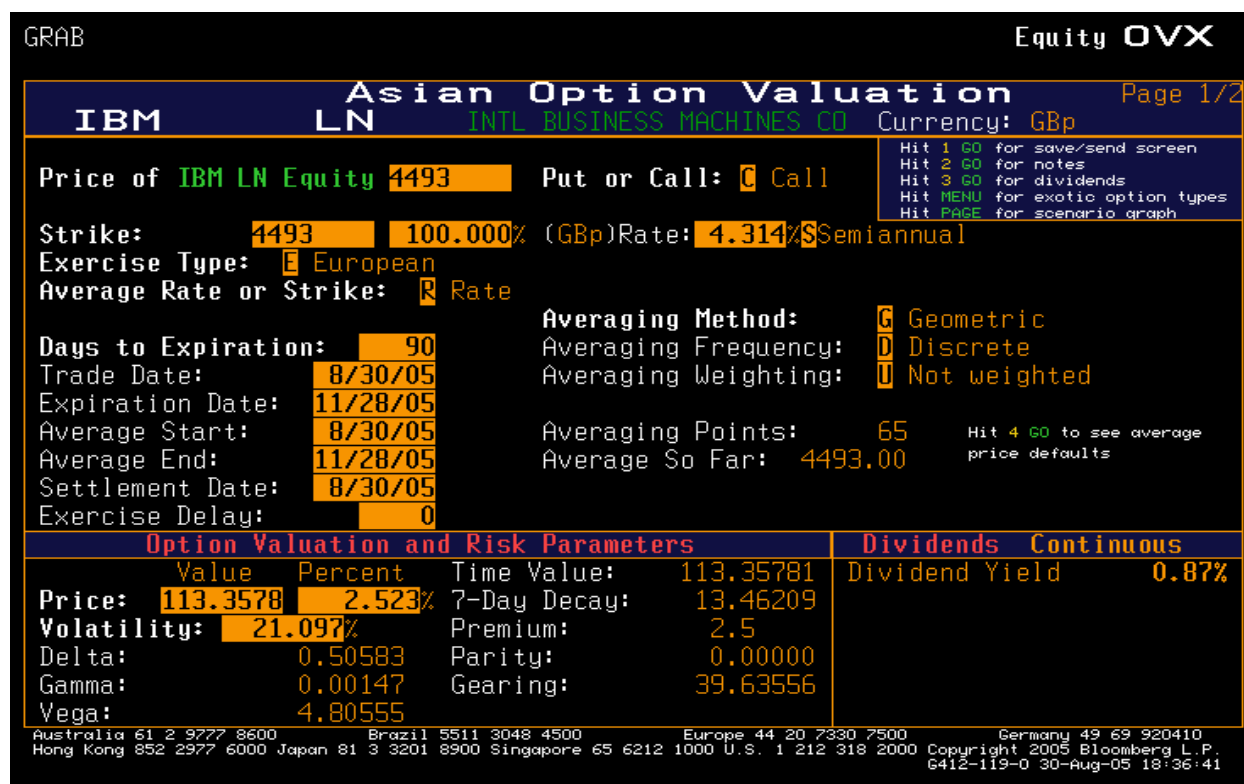 GRAB Equity OVX
Asian Option Valuation Page 1/2
IBM LN INTL BUSINESS MACHINES CO Currency: GBp
Hit 1 GO for save/send screen
Hit 2 GO for notes
Price of IBM LN Equity 4493 Put or Call: C Call Hit 3 GO for dividends
Hit MENU for exotic option types
Hit PAGE for scenario graph
Strike: 4493 100.000% (GBp)Rate: 4.314%SSemiannual
Exercise Type: E European
Average Rate or Strike: R Rate
Averaging Method: G Geometric
Days to Expiration: 90 Averaging Frequency: D Discrete
Trade Date: 8/30/05 Averaging Weighting: U Not weighted
Expiration Date: 11/28/05
Average Start: 8/30/05 Averaging Points: 65 Hit 4 GO to see average
Average End: 11/28/05 Average So Far: 4493.00 price defaults
Settlement Date: 8/30/05
Exercise Delay: 0
Option Valuation and Risk Parameters Dividends Continuous
Value Percent Time Value: 113.35781 Dividend Yield 0.87%
Price: 113.3578 2.523% 7-Day Decay: 13.46209
Volatility: 21.097% Premium: 2.5
Delta: 0.50583 Parity: 0.00000
Gamma: 0.00147 Gearing: 39.63556
Vega: 4.80555
Australia 61 2 9777 8600 Brazil 5511 3048 4500 Europe 44 20 7330 7500 Germany 49 69 920410
Hong Kong 852 2977 6000 Japan 81 3 3201 8900 Singapore 65 6212 1000 U.S. 1 212 318 2000 Copyright 2005 Bloomberg L.P.
G412-119-0 30-Aug-05 18:36:41